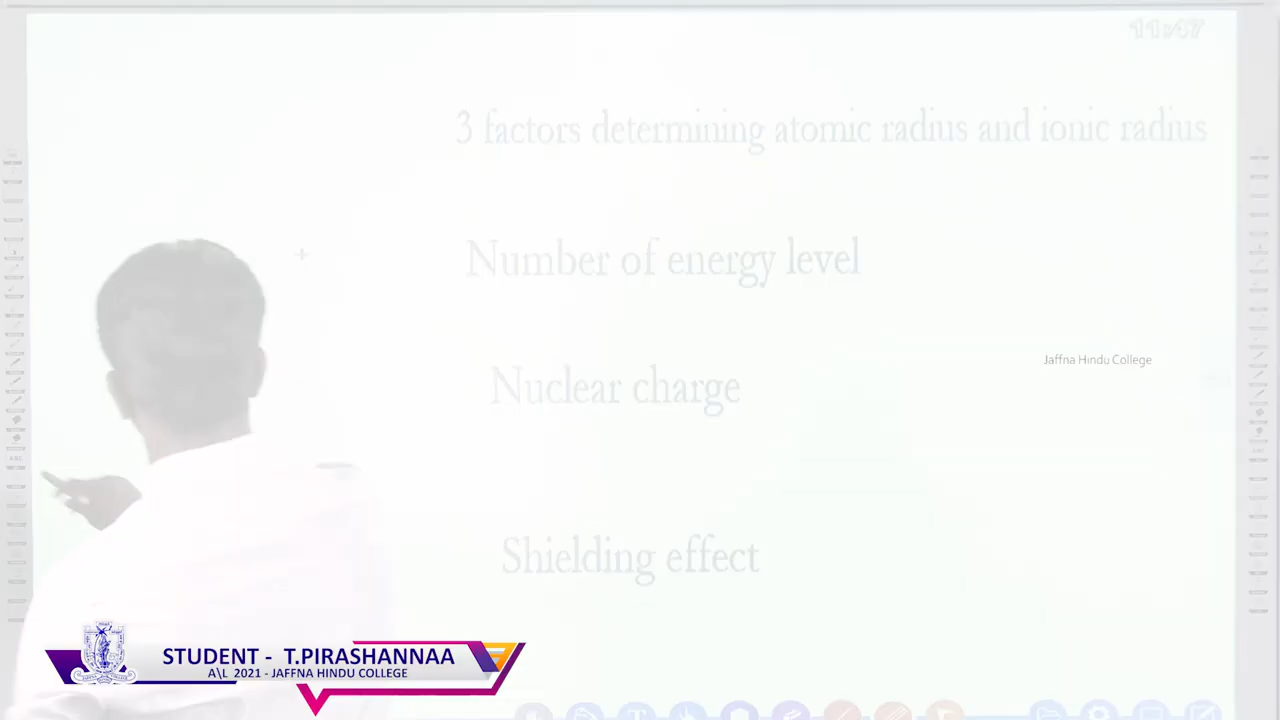 11:47
3 factors determining atomic radius and ionic radius
Number of energy level
Jaffna Hindu College
Nuclear charge
Shielding effect
STUDENT - T.PIRASHANNAA
A\L 2021 - JAFFNA HINDU COLLEGE